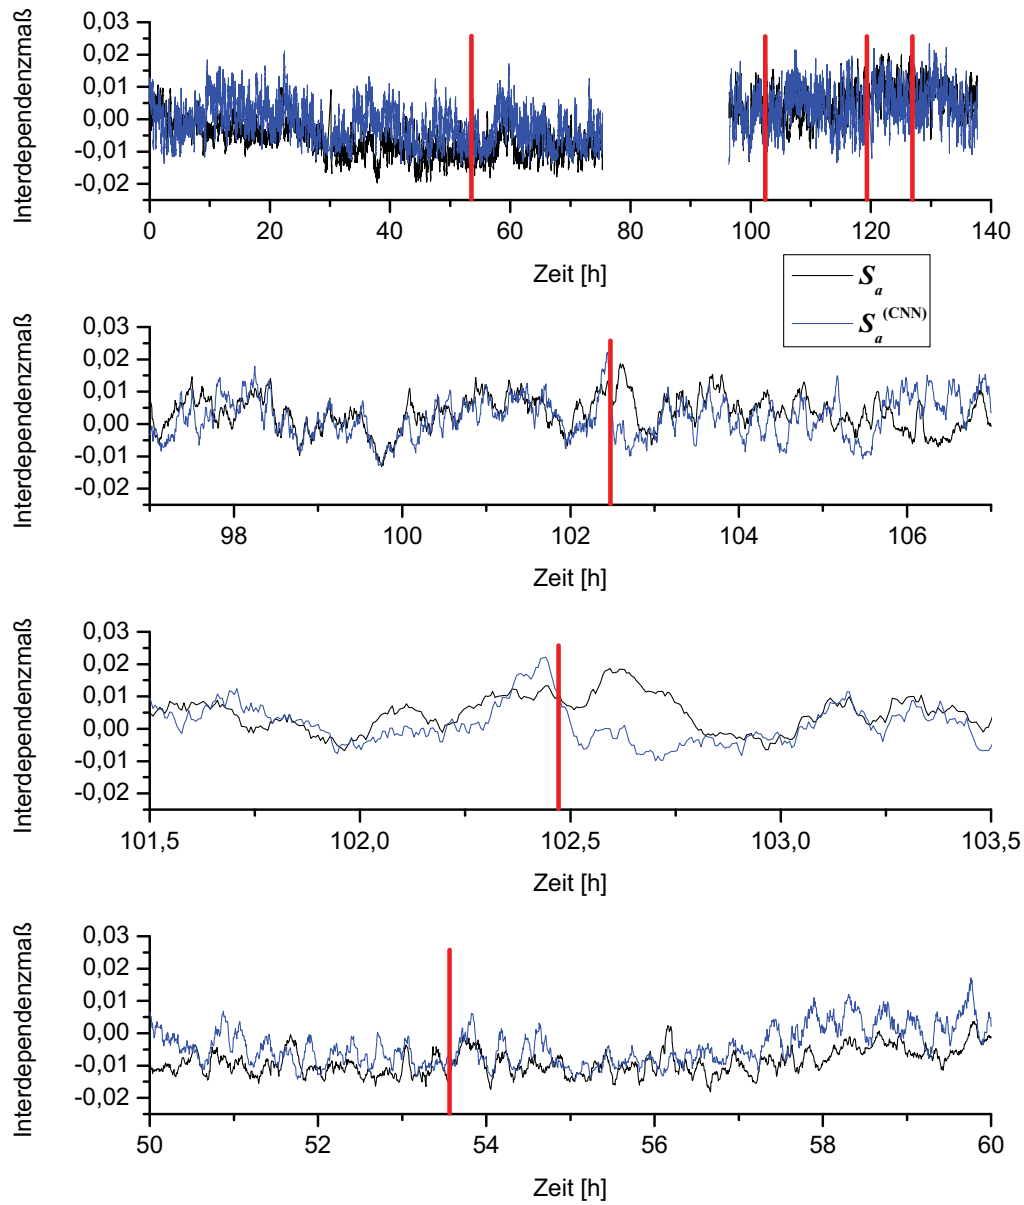 Interdependenzmaß
0,03
0,02
0,01
0,00
-0,01
-0,02
0 20 40 60 80 100 120 140
Zeit [h]
S a
S a (CNN)
Interdependenzmaß
0,03
0,02
0,01
0,00
-0,01
-0,02
98 100 102 104 106
Zeit [h]
Interdependenzmaß
0,03
0,02
0,01
0,00
-0,01
-0,02
101,5 102,0 102,5 103,0 103,5
Zeit [h]
Interdependenzmaß
0,03
0,02
0,01
0,00
-0,01
-0,02
50 52 54 56 58 60
Zeit [h]